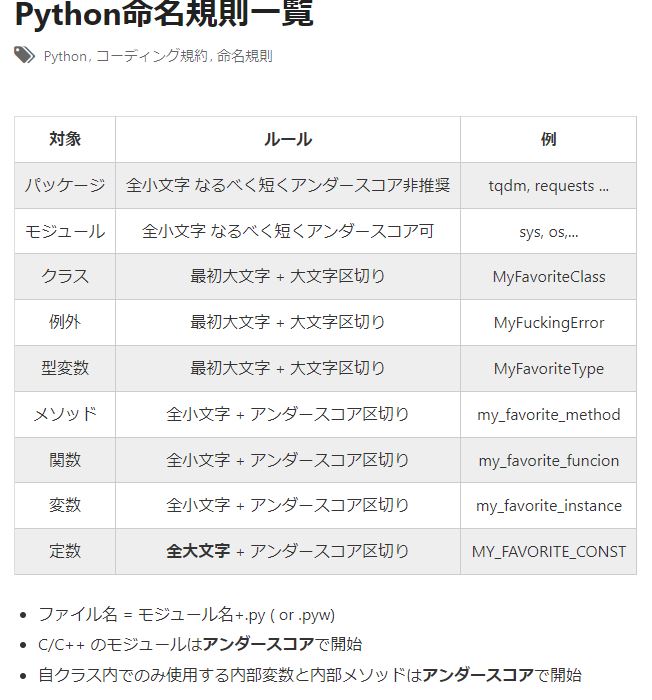 Python命名規則一覧
Python, コーディング規約, 命名規則
対象 ルール 例
パッケージ 全小文字 なるべく短くアンダースコア非推奨 tqdm, requests ...
モジュール 全小文字 なるべく短くアンダースコア可 sys, os,...
クラス 最初大文字 + 大文字区切り MyFavoriteClass
例外 最初大文字 + 大文字区切り MyFuckingError
型変数 最初大文字 + 大文字区切り MyFavoriteType
メソッド 全小文字 + アンダースコア区切り my_favorite_method
関数 全小文字 + アンダースコア区切り my_favorite_funcion
変数 全小文字 + アンダースコア区切り my_favorite_instance
定数 全大文字 + アンダースコア区切り MY_FAVORITE_CONST
• ファイル名 = モジュール名+.py ( or .pyw)
• C/C++ のモジュールはアンダースコアで開始
• 自クラス内でのみ使用する内部変数と内部メソッドはアンダースコアで開始